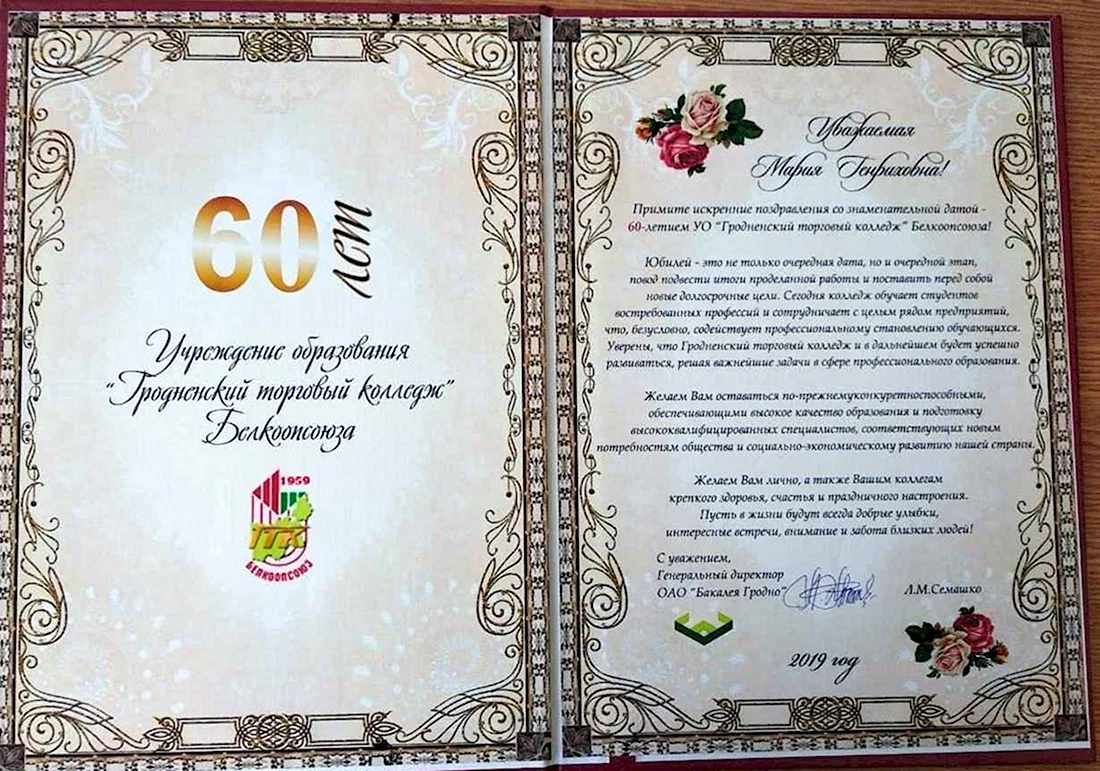 60 лет
Учреждение образования
"Гродненский торговый колледж"
Белкоопсоюза
1959
ГТК
БЕЛКООПСОЮЗ
Уважаемая
Мария Генриховна!
Примите искренние поздравления со знаменательной датой -
60-летием УО "Гродненский торговый колледж" Белкоопсоюза!
Юбилей - это не только очередная дата, но и очередной этап,
повод подвести итоги проделанной работы и поставить перед собой
новые долгосрочные цели. Сегодня колледж обучает студентов
востребованных профессий и сотрудничает с целым рядом предприятий,
что, безусловно, содействует профессиональному становлению обучающихся.
Уверены, что Гродненский торговый колледж и в дальнейшем будет успешно
развиваться, решая важнейшие задачи в сфере профессионального образования.
Желаем Вам оставаться по-прежнемуконкуретноспособными,
обеспечивающими высокое качество образования и подготовку
высококвалифицированных специалистов, соответствующих новым
потребностям общества и социально-экономическому развитию нашей страны.
Желаем Вам лично, а также Вашим коллегам
крепкого здоровья, счастья и праздничного настроения.
Пусть в жизни будут всегда добрые улыбки,
интересные встречи, внимание и забота близких людей!
С уважением,
Генеральный директор
ОАО "Бакалея Гродно" Л.М.Семашко
2019 год